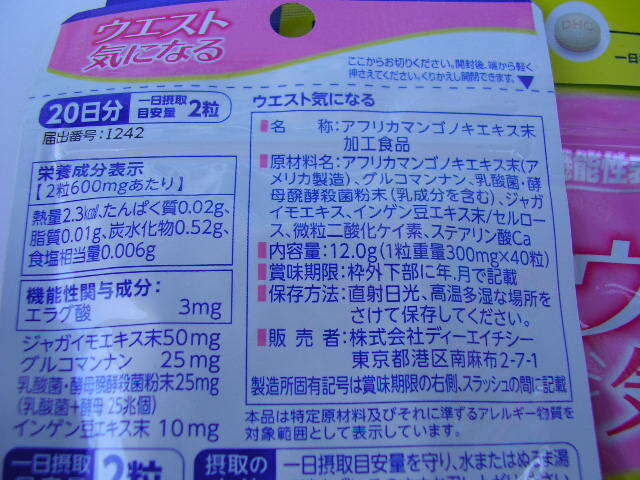 ウエスト
気になる
ここからお切りください。開封後、端から軽く
押さえてください。くりかえし開閉できます。
DHC
20日分 一日摂取目安量 2粒
届出番号：I242
栄養成分表示
【2粒600mgあたり】
熱量2.3kcal、たんぱく質0.02g、
脂質0.01g、炭水化物0.52g、
食塩相当量0.006g
機能性関与成分：
エラグ酸 3mg
ジャガイモエキス末50mg
グルコマンナン 25mg
乳酸菌・酵母醗酵殺菌粉末25mg
(乳酸菌+酵母 25兆個)
インゲン豆エキス末 10mg
ウエスト気になる
名 称：アフリカマンゴノキエキス末
加工食品
原材料名：アフリカマンゴノキエキス末(ア
メリカ製造)、グルコマンナン、乳酸菌・酵
母醗酵殺菌粉末(乳成分を含む)、ジャガ
イモエキス、インゲン豆エキス末/セルロー
ス、微粒二酸化ケイ素、ステアリン酸Ca
内容量：12.0g(1粒重量300mg×40粒)
賞味期限：枠外下部に年.月で記載
保存方法：直射日光、高温多湿な場所を
さけて保存してください。
販 売 者：株式会社ディーエイチシー
東京都港区南麻布2-7-1
製造所固有記号は賞味期限の右側、スラッシュの間に記載
本品は特定原材料及びそれに準ずるアレルギー物質を
対象範囲として表示しています。
一日摂取
目安量 2粒
摂取の
一日摂取目安量を守り、水またはぬるま湯
機能性表
ウ
気
一日